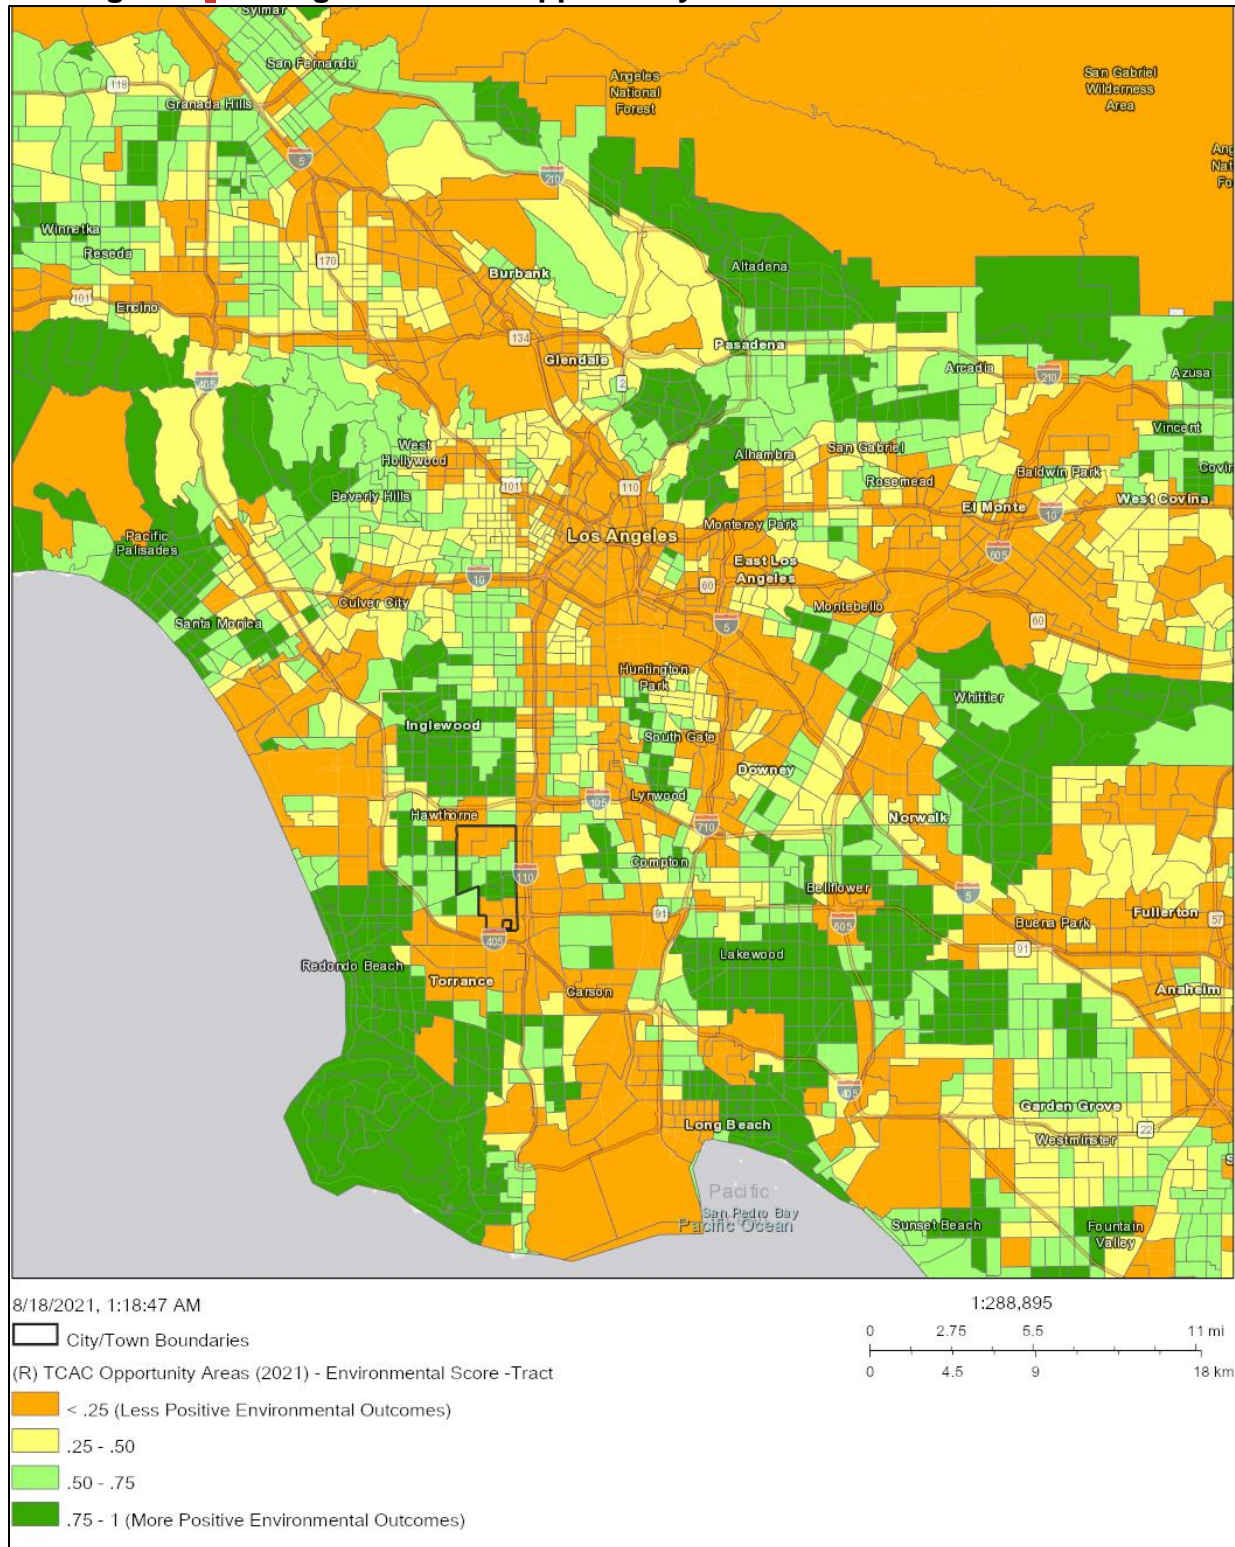 Sylmar
San Fernando
Angeles
National
Forest
San Gabriel
Wilderness
Area
118
Granada Hills
5
Ang
Nat
Fo
210
Winnetka
Reseda
170
Burbank
Altadena
101
Encino
134
Glendale
Pasadena
2
Arcadia
210
Azusa
405
West
Hollywood
Alhambra
San Gabriel
Vincent
Rosemead
Baldwin Park
Covin
Beverly Hills
101
110
El Monte
10
West Covina
Pacific
Palisades
Los Angeles
Monterey Park
605
East Los
Angeles
10
60
Culver City
Montebello
Santa Monica
5
60
Huntington
Park
Whittier
Inglewood
South Gate
Downey
Hawthorne
105
Lynwood
Norwalk
710
Compton
110
Bellflower
5
91
605
Buena Park
Fullerton
57
405
Lakewood
91
Redondo Beach
Torrance
Carson
Anaheim
405
Garden Grove
Long Beach
Westminster
22
S
Pacific
San Pedro Bay
Pacific Ocean
Sunset Beach
Fountain
Valley
8/18/2021, 1:18:47 AM
1:288,895
City/Town Boundaries
0 2.75 5.5 11 mi
0 4.5 9 18 km
(R) TCAC Opportunity Areas (2021) - Environmental Score -Tract
< .25 (Less Positive Environmental Outcomes)
.25 - .50
.50 - .75
.75 - 1 (More Positive Environmental Outcomes)